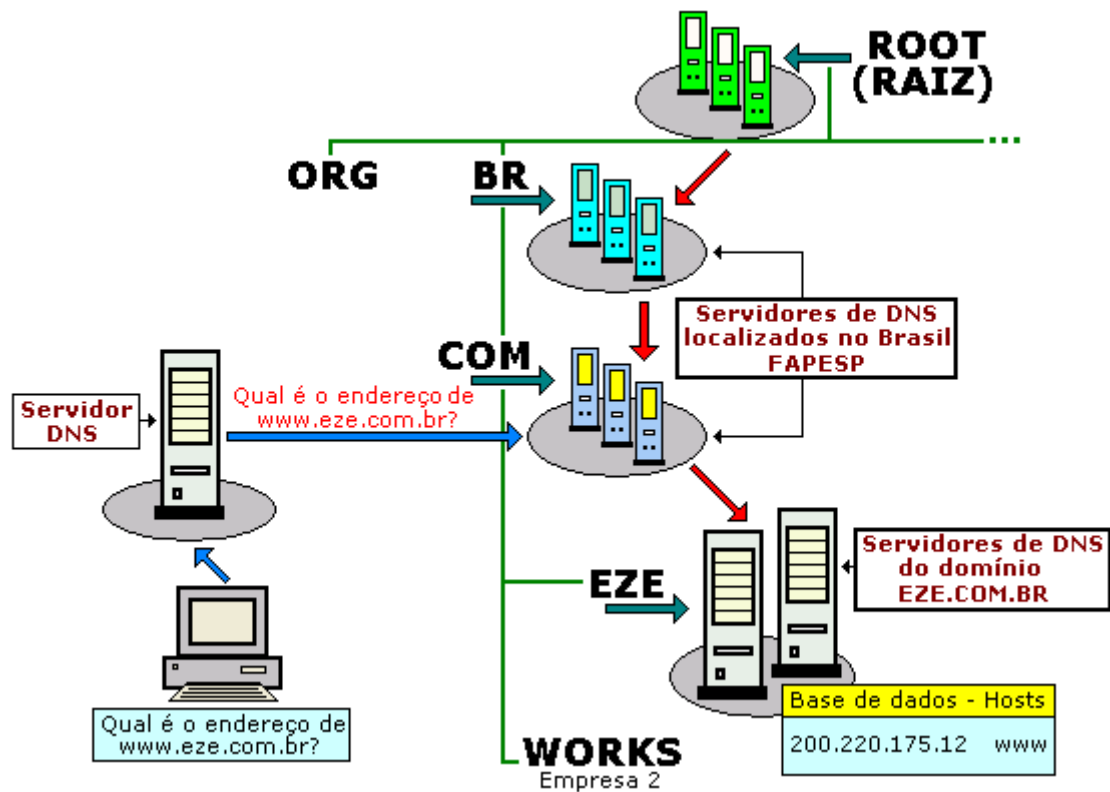 ROOT
(RAIZ)
ORG
BR
Servidores de DNS
localizados no Brasil
FAPESP
COM
Servidor
DNS
Qual é o endereço de
www.eze.com.br?
Servidores de DNS
do domínio
EZE.COM.BR
EZE
Qual é o endereço de
www.eze.com.br?
Base de dados - Hosts
200.220.175.12 www
WORKS
Empresa 2